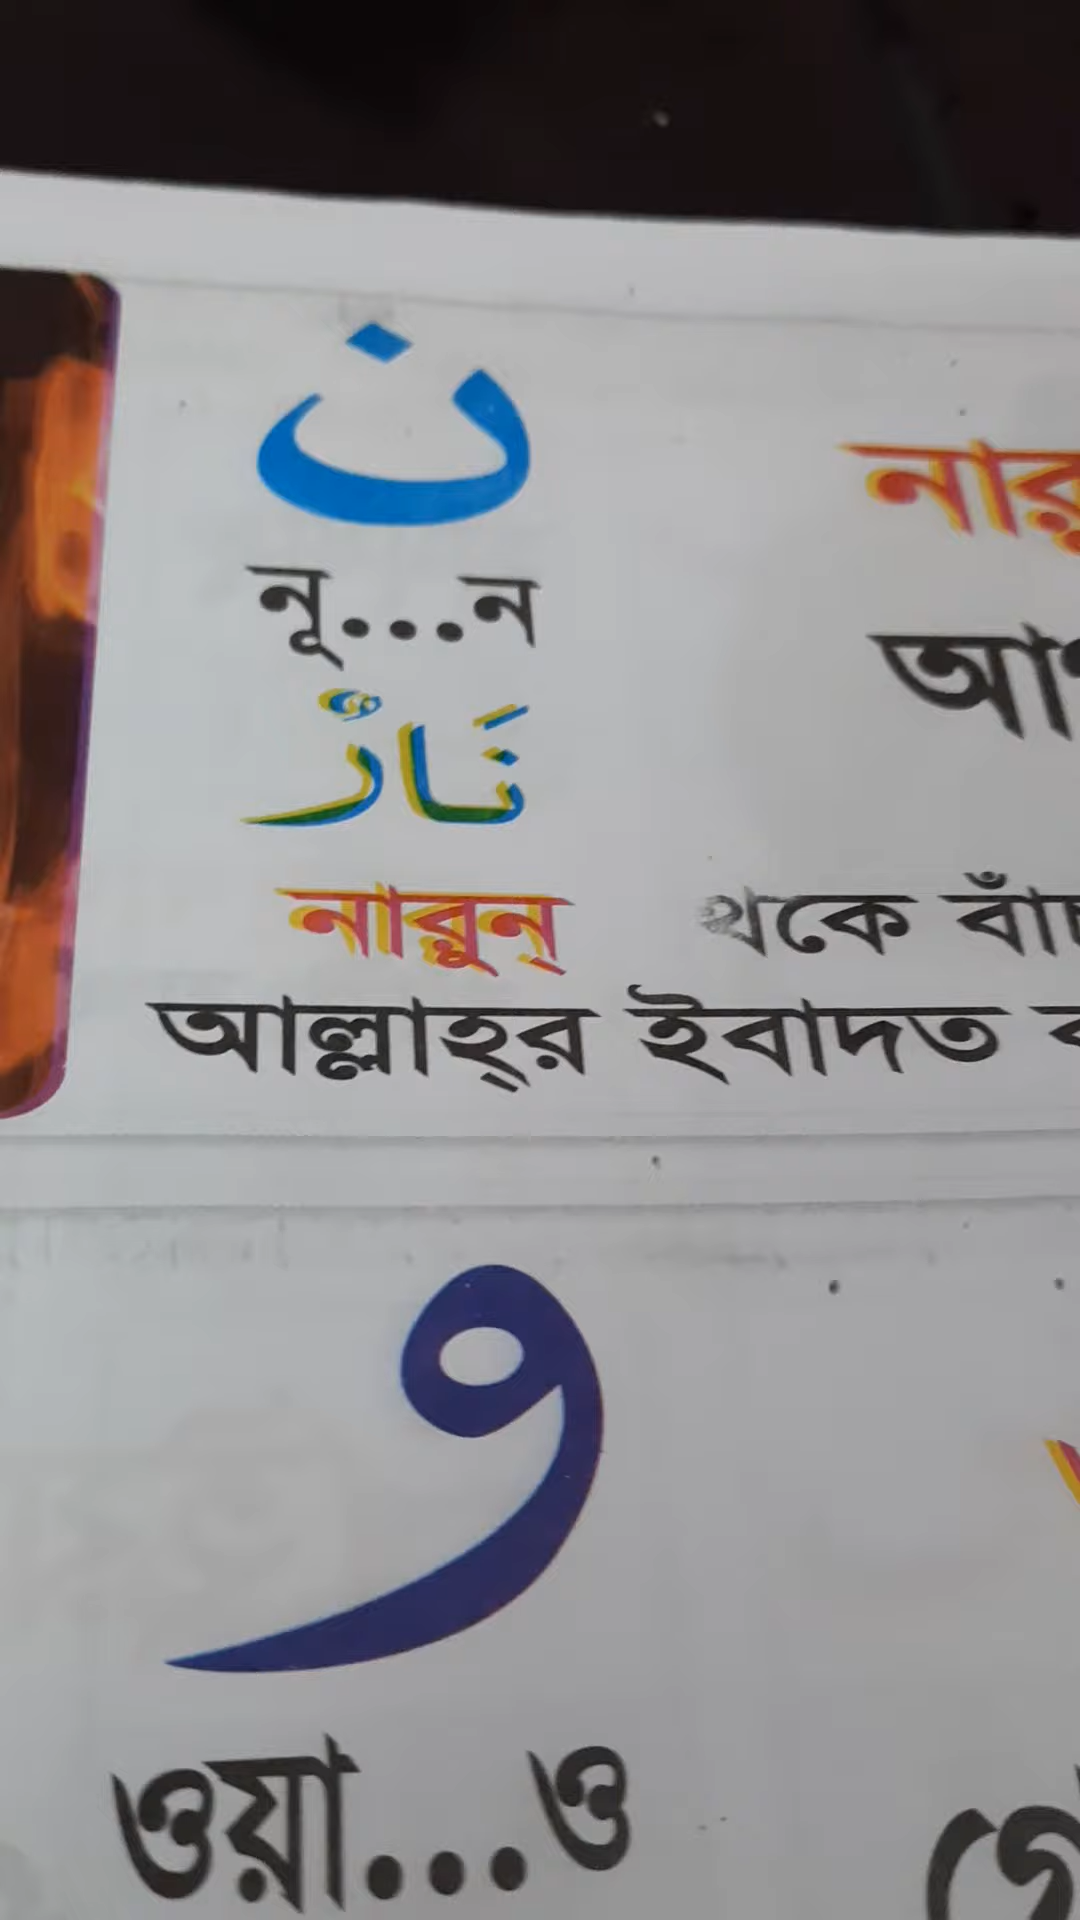 ن
নূ...ন
نَارٌ
নারুন্ থেকে বাঁ
আল্লাহ্‌র ইবাদত
و
ওয়া...ও